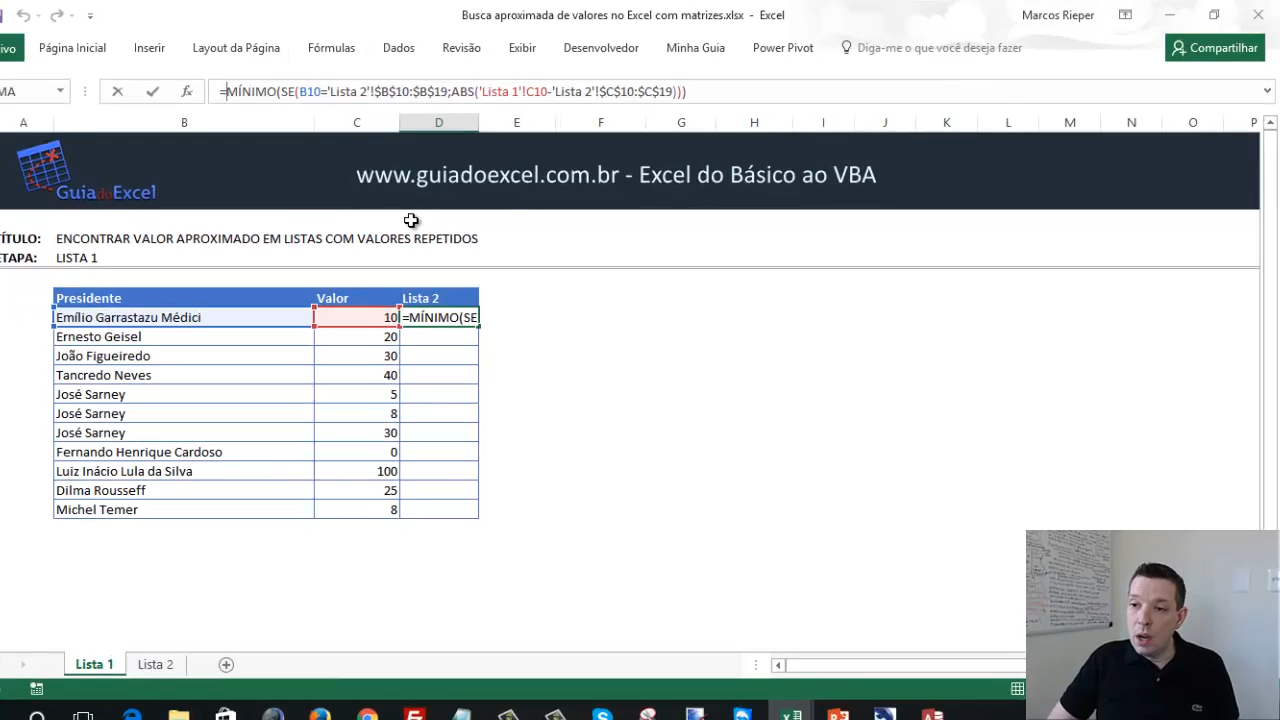 Busca aproximada de valores no Excel com matrizes.xlsx - Excel
Marcos Rieper
Página Inicial
Inserir
Layout da Página
Fórmulas
Dados
Revisão
Exibir
Desenvolvedor
Minha Guia
Power Pivot
Diga-me o que você deseja fazer
Compartilhar
=MÍNIMO(SE(B10='Lista 2'!$B$10:$B$19;ABS('Lista 1'!C10-'Lista 2'!$C$10:$C$19)))
A B C D E F G H I J K L M N O P
GuiadoExcel
www.guiadoexcel.com.br - Excel do Básico ao VBA
ÍTULO: ENCONTRAR VALOR APROXIMADO EM LISTAS COM VALORES REPETIDOS
ETAPA: LISTA 1
Presidente Valor Lista 2
Emílio Garrastazu Médici 10 =MÍNIMO(SE
Ernesto Geisel 20
João Figueiredo 30
Tancredo Neves 40
José Sarney 5
José Sarney 8
José Sarney 30
Fernando Henrique Cardoso 0
Luiz Inácio Lula da Silva 100
Dilma Rousseff 25
Michel Temer 8
Lista 1
Lista 2